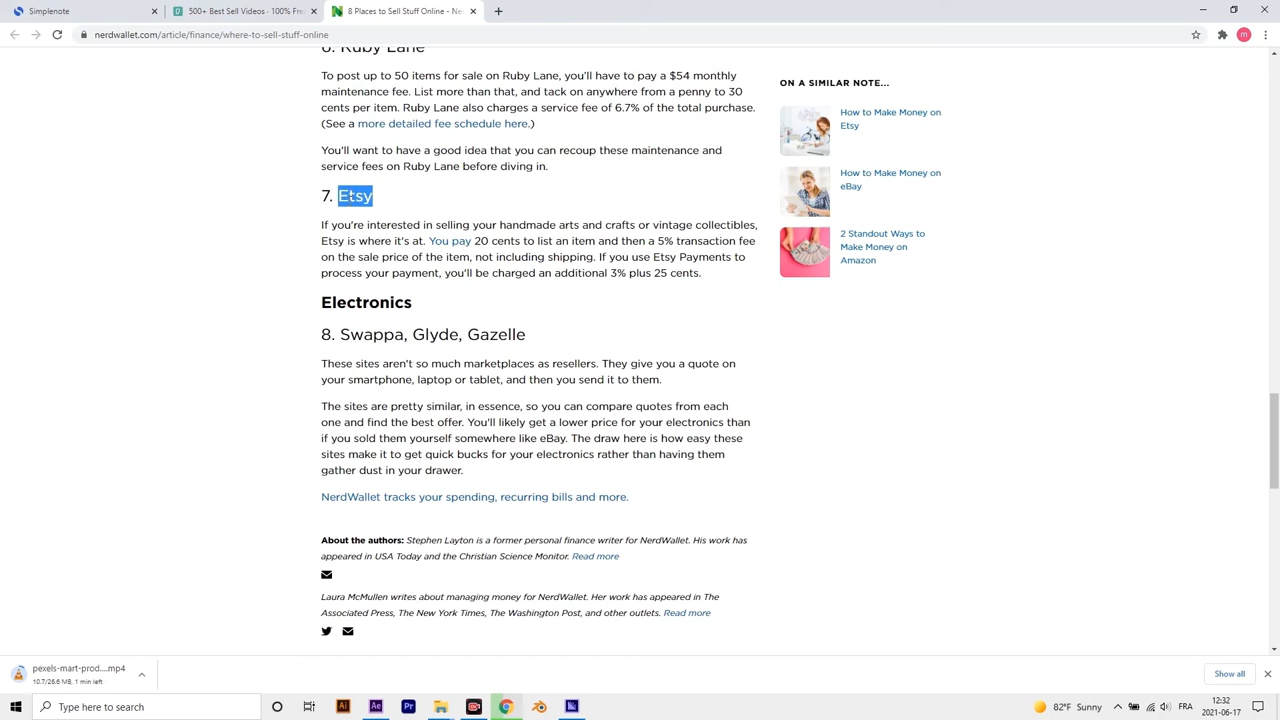 Simplenote
500+ Best Sell Videos · 100% Fre
8 Places to Sell Stuff Online - Ne
nerdwallet.com/article/finance/where-to-sell-stuff-online
m
6. Ruby Lane
To post up to 50 items for sale on Ruby Lane, you'll have to pay a $54 monthly
maintenance fee. List more than that, and tack on anywhere from a penny to 30
cents per item. Ruby Lane also charges a service fee of 6.7% of the total purchase.
(See a more detailed fee schedule here.)
You'll want to have a good idea that you can recoup these maintenance and
service fees on Ruby Lane before diving in.
7. Etsy
If you're interested in selling your handmade arts and crafts or vintage collectibles,
Etsy is where it's at. You pay 20 cents to list an item and then a 5% transaction fee
on the sale price of the item, not including shipping. If you use Etsy Payments to
process your payment, you'll be charged an additional 3% plus 25 cents.
Electronics
8. Swappa, Glyde, Gazelle
These sites aren't so much marketplaces as resellers. They give you a quote on
your smartphone, laptop or tablet, and then you send it to them.
The sites are pretty similar, in essence, so you can compare quotes from each
one and find the best offer. You'll likely get a lower price for your electronics than
if you sold them yourself somewhere like eBay. The draw here is how easy these
sites make it to get quick bucks for your electronics rather than having them
gather dust in your drawer.
NerdWallet tracks your spending, recurring bills and more.
About the authors: Stephen Layton is a former personal finance writer for NerdWallet. His work has
appeared in USA Today and the Christian Science Monitor. Read more
Laura McMullen writes about managing money for NerdWallet. Her work has appeared in The
Associated Press, The New York Times, The Washington Post, and other outlets. Read more
ON A SIMILAR NOTE...
How to Make Money on
Etsy
How to Make Money on
eBay
2 Standout Ways to
Make Money on
Amazon
pexels-mart-prod....mp4
10.7/26.6 MB, 1 min left
Show all
Type here to search
Ai
Ae
Pr
82°F Sunny
FRA
12:32
2021-06-17